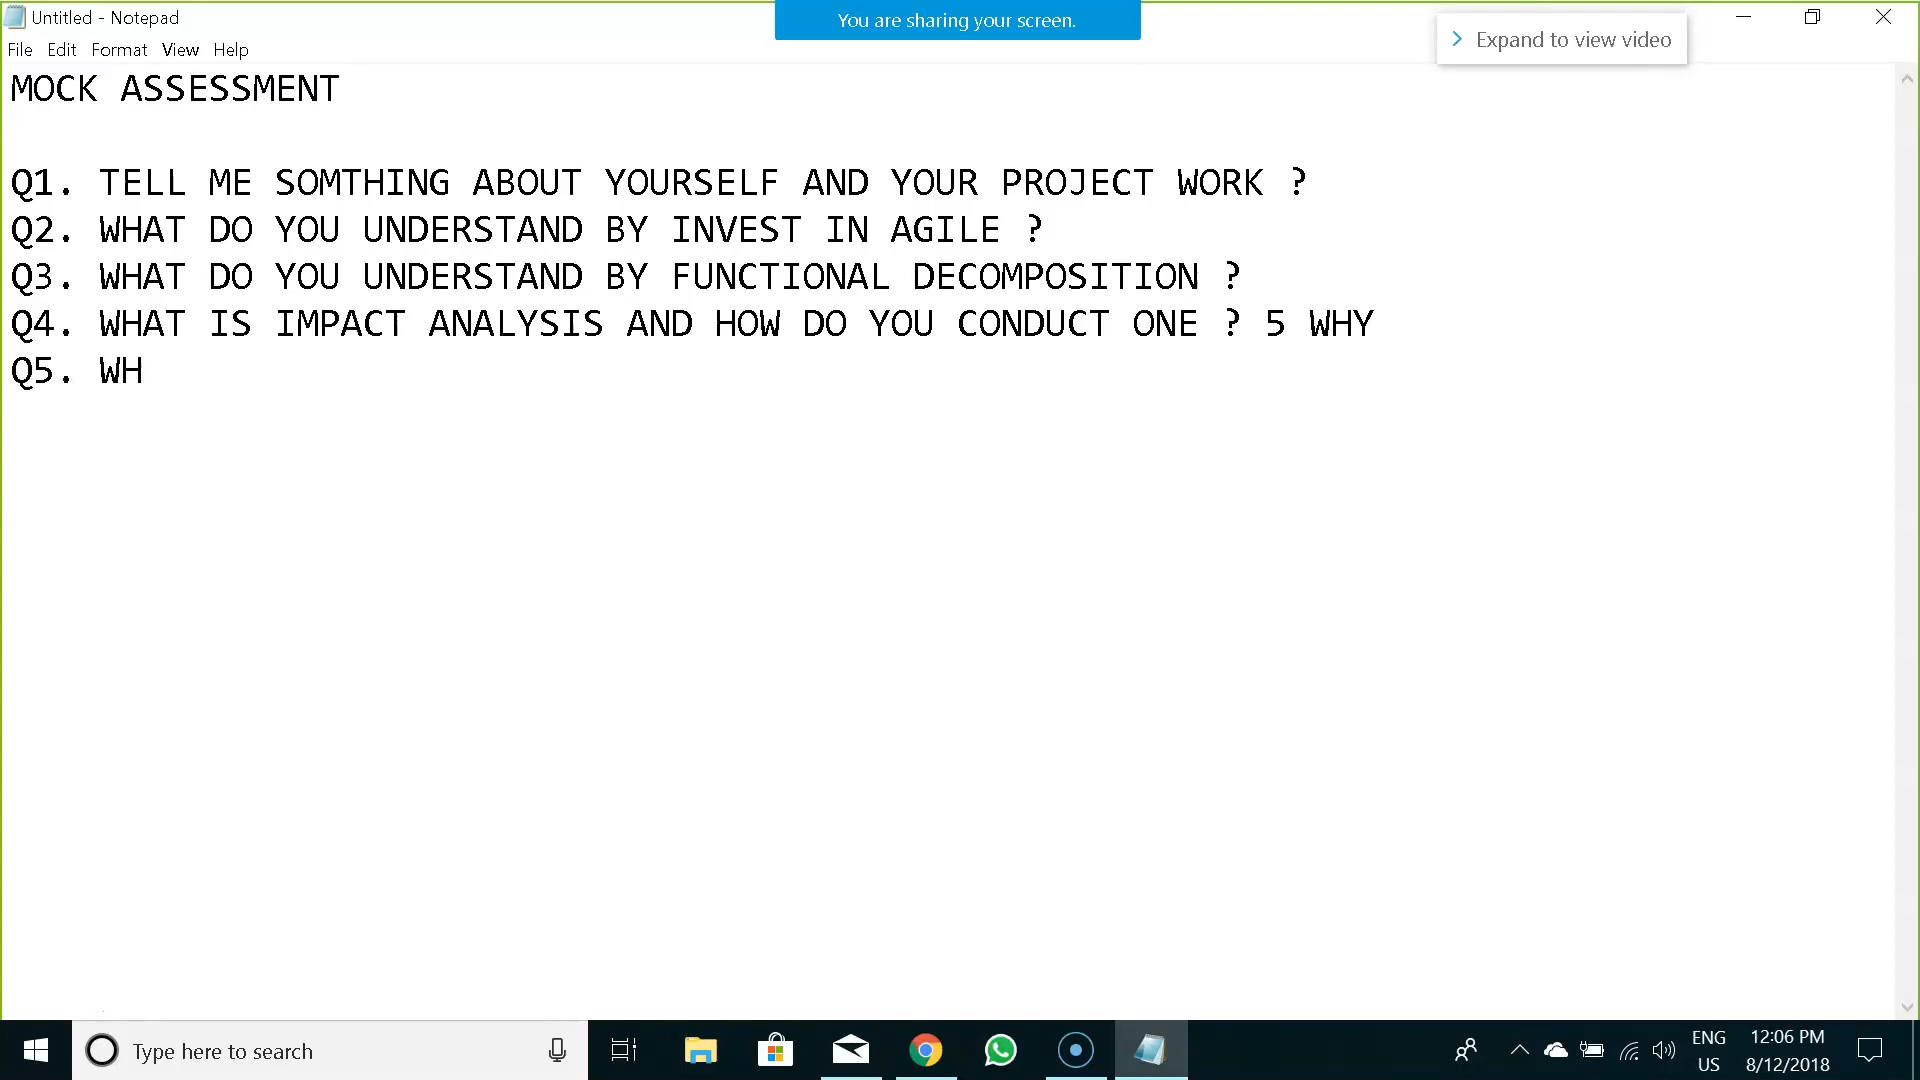 Untitled - Notepad
You are sharing your screen.
Expand to view video
File Edit Format View Help
MOCK ASSESSMENT
Q1. TELL ME SOMTHING ABOUT YOURSELF AND YOUR PROJECT WORK ?
Q2. WHAT DO YOU UNDERSTAND BY INVEST IN AGILE ?
Q3. WHAT DO YOU UNDERSTAND BY FUNCTIONAL DECOMPOSITION ?
Q4. WHAT IS IMPACT ANALYSIS AND HOW DO YOU CONDUCT ONE ? 5 WHY
Q5. WH
Type here to search
ENG
US
12:06 PM
8/12/2018